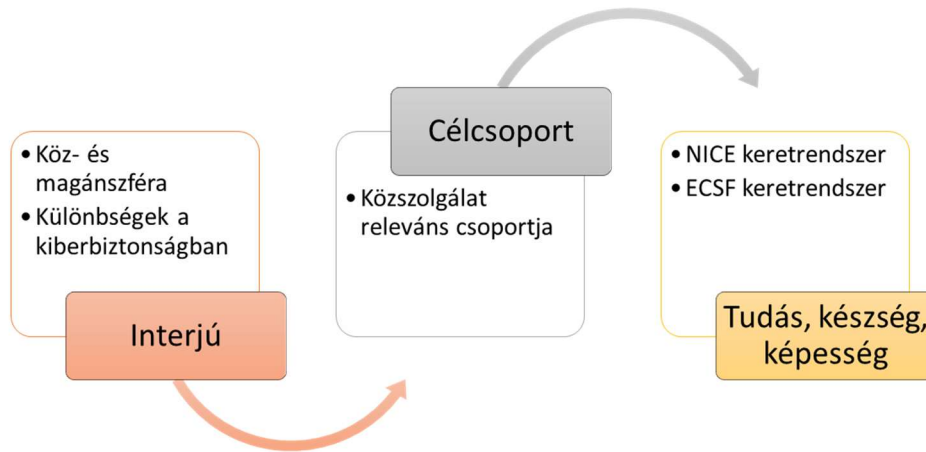 • Köz- és
magánszféra
• Különbségek a
kiberbiztonságban
Interjú
Célcsoport
• Közszolgálat
releváns csoportja
• NICE keretrendszer
• ECSF keretrendszer
Tudás, készség,
képesség